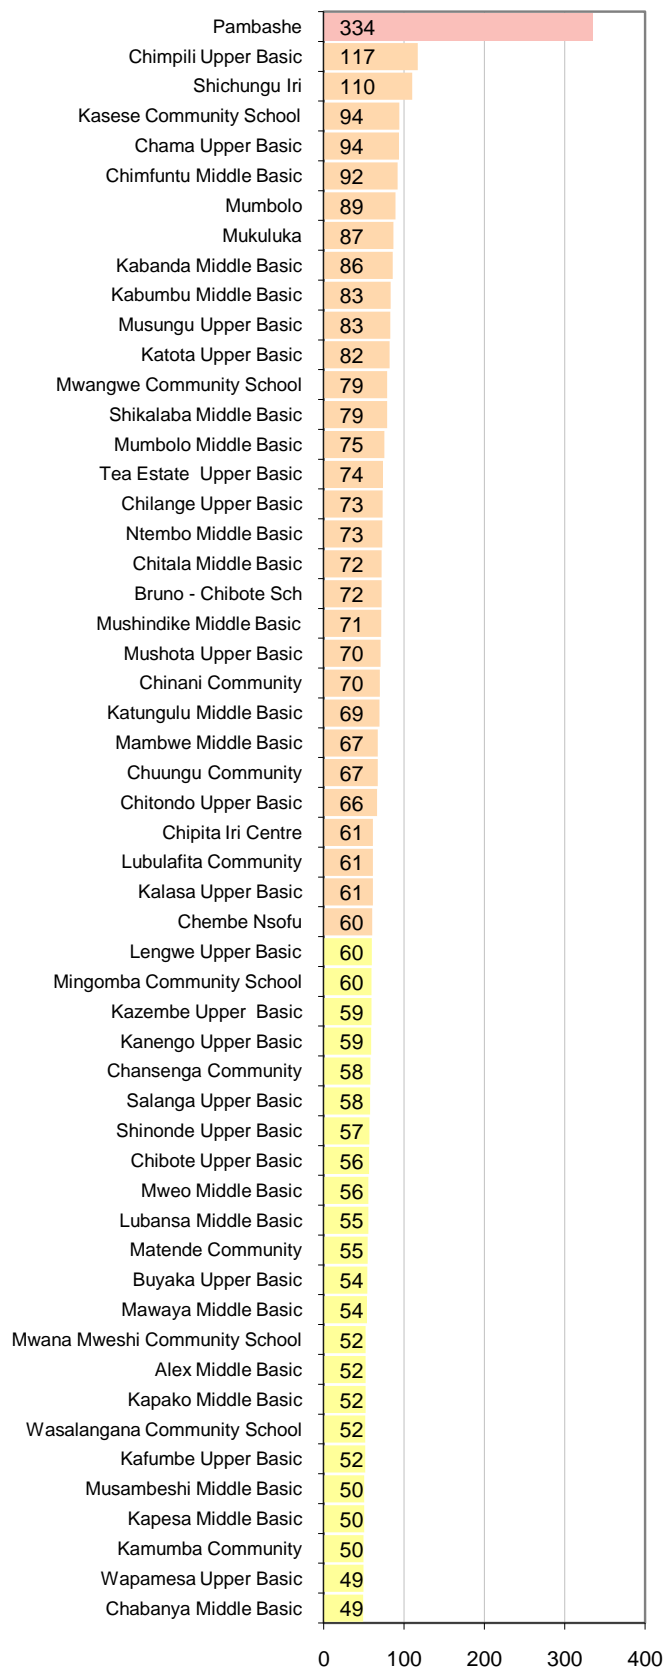 Pambashe 334
Chimpili Upper Basic 117
Shichungu Iri 110
Kasese Community School 94
Chama Upper Basic 94
Chimfuntu Middle Basic 92
Mumbolo 89
Mukuluka 87
Kabanda Middle Basic 86
Kabumbu Middle Basic 83
Musungu Upper Basic 83
Katota Upper Basic 82
Mwangwe Community School 79
Shikalaba Middle Basic 79
Mumbolo Middle Basic 75
Tea Estate  Upper Basic 74
Chilange Upper Basic 73
Ntembo Middle Basic 73
Chitala Middle Basic 72
Bruno - Chibote Sch 72
Mushindike Middle Basic 71
Mushota Upper Basic 70
Chinani Community 70
Katungulu Middle Basic 69
Mambwe Middle Basic 67
Chuungu Community 67
Chitondo Upper Basic 66
Chipita Iri Centre 61
Lubulafita Community 61
Kalasa Upper Basic 61
Chembe Nsofu 60
Lengwe Upper Basic 60
Mingomba Community School 60
Kazembe Upper  Basic 59
Kanengo Upper Basic 59
Chansenga Community 58
Salanga Upper Basic 58
Shinonde Upper Basic 57
Chibote Upper Basic 56
Mweo Middle Basic 56
Lubansa Middle Basic 55
Matende Community 55
Buyaka Upper Basic 54
Mawaya Middle Basic 54
Mwana Mweshi Community School 52
Alex Middle Basic 52
Kapako Middle Basic 52
Wasalangana Community School 52
Kafumbe Upper Basic 52
Musambeshi Middle Basic 50
Kapesa Middle Basic 50
Kamumba Community 50
Wapamesa Upper Basic 49
Chabanya Middle Basic 49
0 100 200 300 400